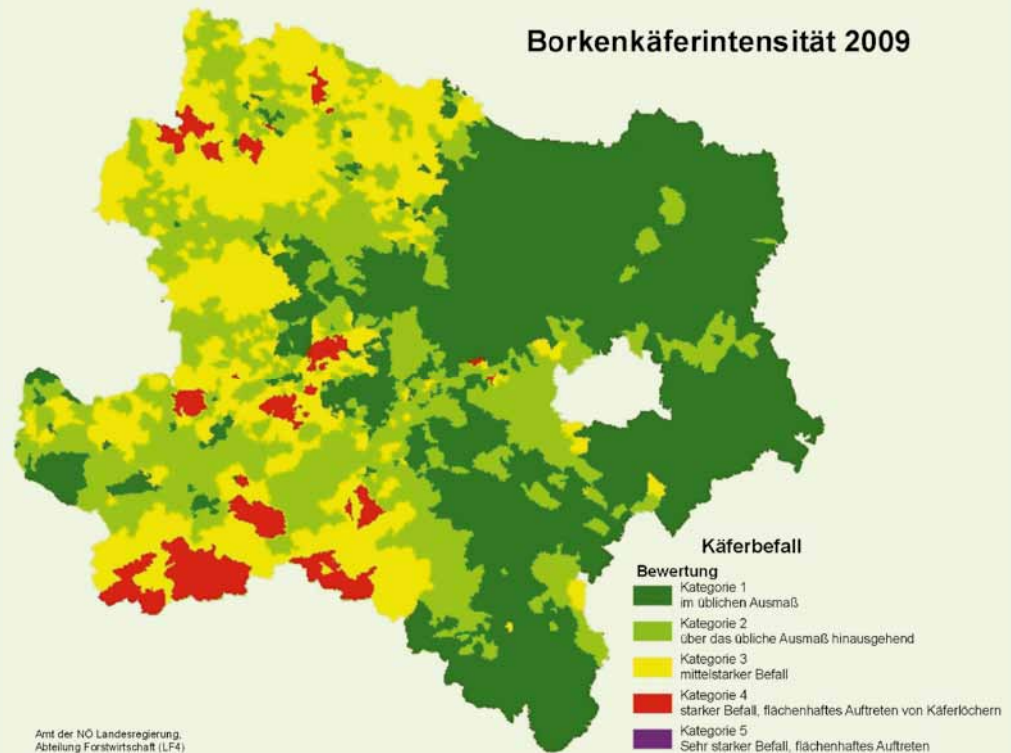 Borkenkäferintensität 2009
Käferbefall
Bewertung
Kategorie 1
im üblichen Ausmaß
Kategorie 2
über das übliche Ausmaß hinausgehend
Kategorie 3
mittelstarker Befall
Kategorie 4
starker Befall, flächenhaftes Auftreten von Käferlöchern
Kategorie 5
Sehr starker Befall, flächenhaftes Auftreten
Amt der NÖ Landesregierung,
Abteilung Forstwirtschaft (LF4)